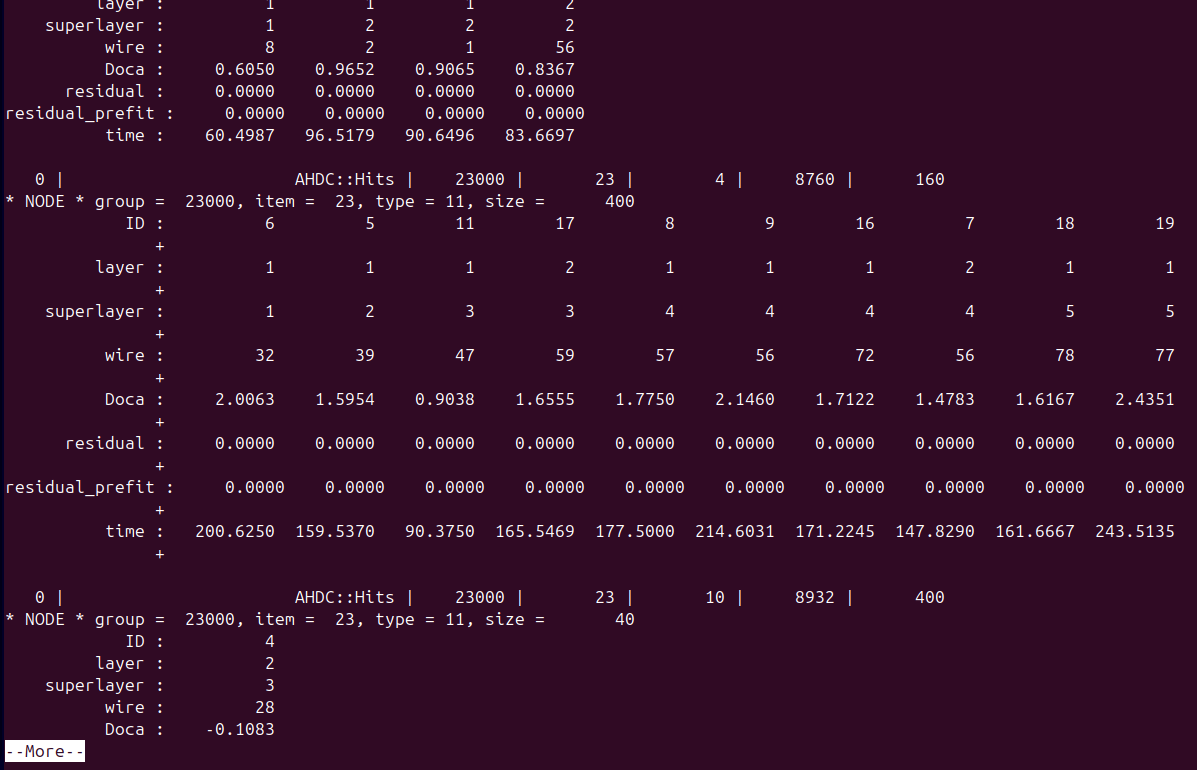 layer :          1         1         1         2
superlayer :          1         2         2         2
wire :          8         2         1        56
Doca :     0.6050    0.9652    0.9065    0.8367
residual :     0.0000    0.0000    0.0000    0.0000
residual_prefit :     0.0000    0.0000    0.0000    0.0000
time :    60.4987   96.5179   90.6496   83.6697
0 |                       AHDC::Hits |    23000 |       23 |        4 |     8760 |      160
* NODE * group =  23000, item =  23, type = 11, size =      400
ID :          6         5        11        17         8         9        16         7        18        19
+
layer :          1         1         1         2         1         1         1         2         1         1
+
superlayer :          1         2         3         3         4         4         4         4         5         5
+
wire :         32        39        47        59        57        56        72        56        78        77
+
Doca :     2.0063    1.5954    0.9038    1.6555    1.7750    2.1460    1.7122    1.4783    1.6167    2.4351
+
residual :     0.0000    0.0000    0.0000    0.0000    0.0000    0.0000    0.0000    0.0000    0.0000    0.0000
+
residual_prefit :     0.0000    0.0000    0.0000    0.0000    0.0000    0.0000    0.0000    0.0000    0.0000    0.0000
+
time :   200.6250  159.5370   90.3750  165.5469  177.5000  214.6031  171.2245  147.8290  161.6667  243.5135
+
0 |                       AHDC::Hits |    23000 |       23 |       10 |     8932 |      400
* NODE * group =  23000, item =  23, type = 11, size =       40
ID :          4
layer :          2
superlayer :          3
wire :         28
Doca :    -0.1083
--More--